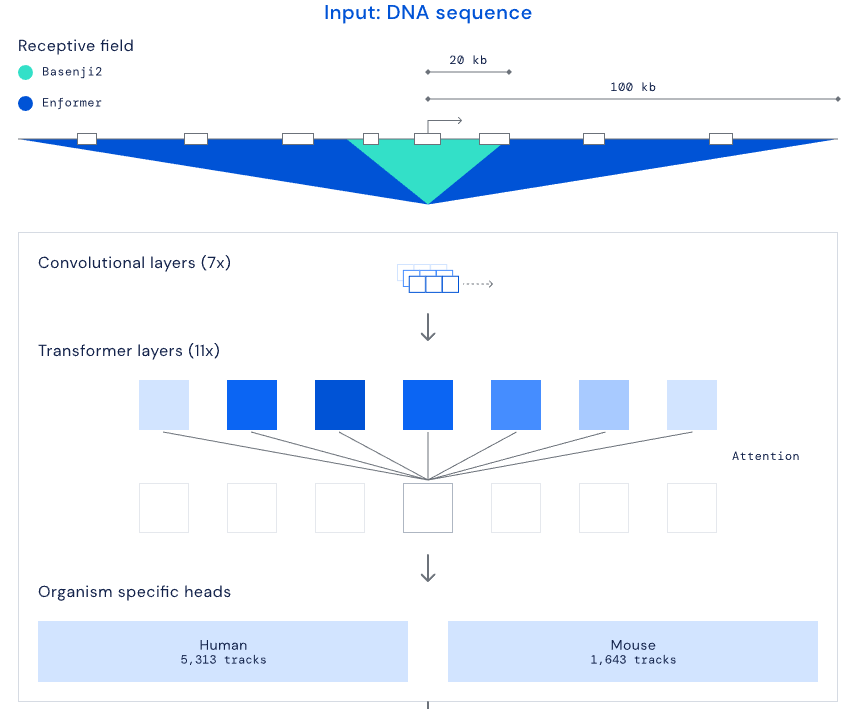 Input: DNA sequence
Receptive field
Basenji2
Enformer
20 kb
100 kb
Convolutional layers (7x)
Transformer layers (11x)
Attention
Organism specific heads
Human
5,313 tracks
Mouse
1,643 tracks